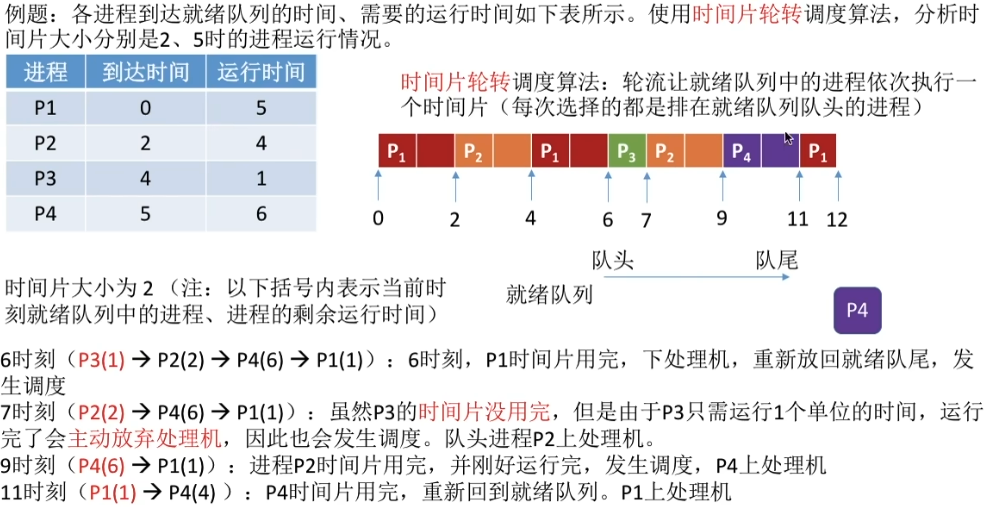 例题：各进程到达就绪队列的时间、需要的运行时间如下表所示。使用时间片轮转调度算法，分析时
间片大小分别是2、5时的进程运行情况。
进程 到达时间 运行时间
P1 0 5
P2 2 4
P3 4 1
P4 5 6
时间片轮转调度算法：轮流让就绪队列中的进程依次执行一
个时间片（每次选择的都是排在就绪队列队头的进程）
P1 P2 P1 P3 P2 P4 P1
0 2 4 6 7 9 11 12
队头 队尾
就绪队列
P4
时间片大小为 2 （注：以下括号内表示当前时
刻就绪队列中的进程、进程的剩余运行时间）
6时刻（P3(1) → P2(2) → P4(6) → P1(1)）：6时刻，P1时间片用完，下处理机，重新放回就绪队尾，发
生调度
7时刻（P2(2) → P4(6) → P1(1)）：虽然P3的时间片没用完，但是由于P3只需运行1个单位的时间，运行
完了会主动放弃处理机，因此也会发生调度。队头进程P2上处理机。
9时刻（P4(6) → P1(1)）：进程P2时间片用完，并刚好运行完，发生调度，P4上处理机
11时刻（P1(1) → P4(4) ）：P4时间片用完，重新回到就绪队列。P1上处理机